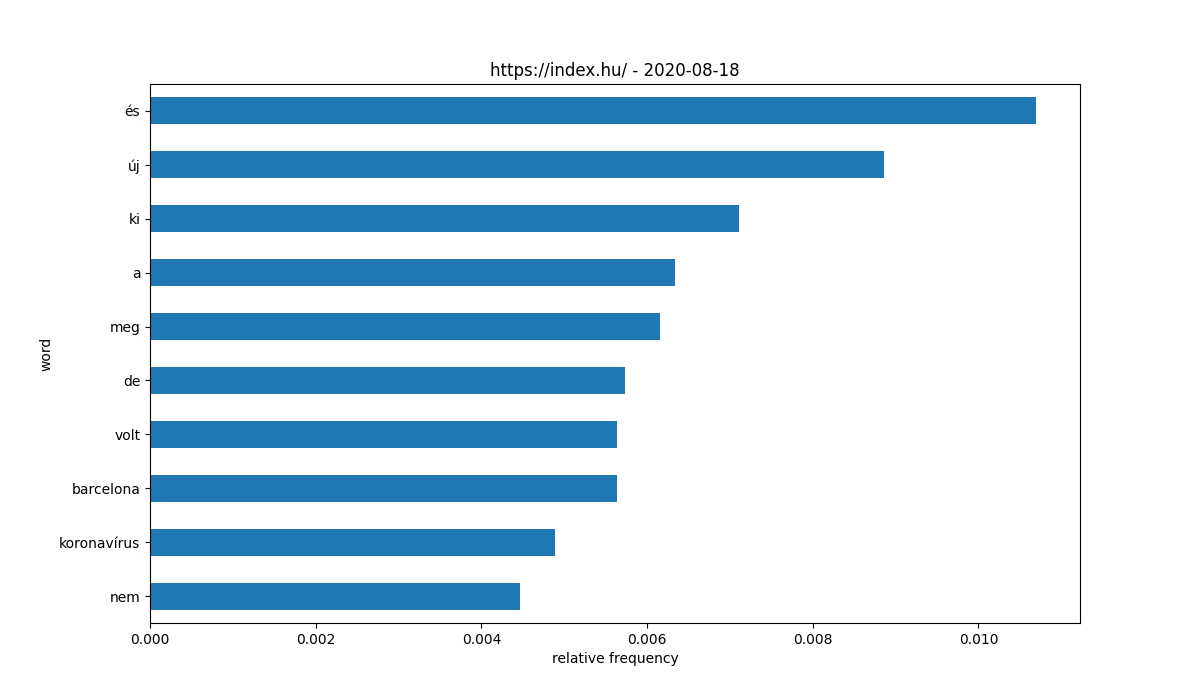 https://index.hu/ - 2020-08-18
és
új
ki
a
meg
de
volt
barcelona
koronavírus
nem
word
0.000 0.002 0.004 0.006 0.008 0.010
relative frequency